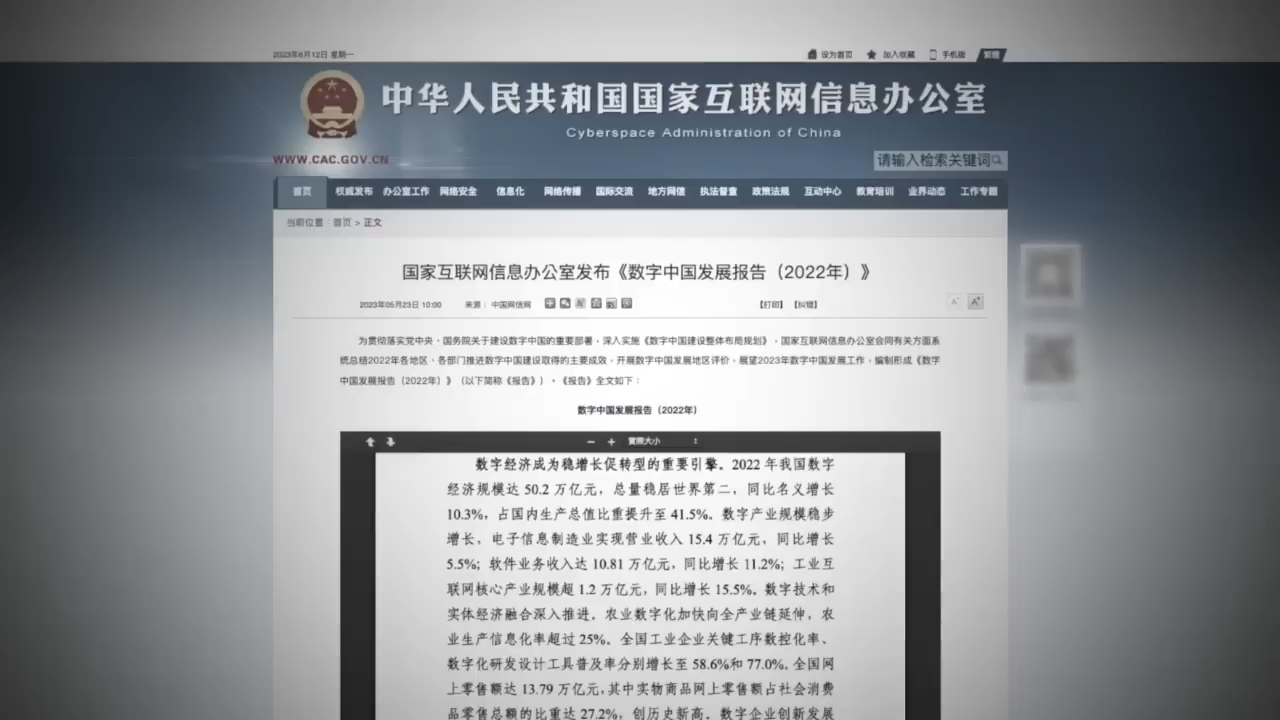 2023年6月12日 星期一
设为首页 加入收藏 手机版 繁體
中华人民共和国国家互联网信息办公室
Cyberspace Administration of China
WWW.CAC.GOV.CN
请输入检索关键词
首页 权威发布 办公室工作 网络安全 信息化 网络传播 国际交流 地方网信 执法督查 政策法规 互动中心 教育培训 业界动态 工作专题
当前位置：首页 > 正文
国家互联网信息办公室发布《数字中国发展报告（2022年）》
2023年05月23日 10:00 来源： 中国网信网 【打印】【纠错】
A- A+
为贯彻落实党中央、国务院关于建设数字中国的重要部署，深入实施《数字中国建设整体布局规划》，国家互联网信息办公室会同有关方面系
统总结2022年各地区、各部门推进数字中国建设取得的主要成效，开展数字中国发展地区评价，展望2023年数字中国发展工作，编制形成《数字
中国发展报告（2022年）》（以下简称《报告》）。《报告》全文如下：
数字中国发展报告（2022年）
数字经济成为稳增长促转型的重要引擎。2022 年我国数字
经济规模达 50.2 万亿元，总量稳居世界第二，同比名义增长
10.3%，占国内生产总值比重提升至 41.5%。数字产业规模稳步
增长，电子信息制造业实现营业收入 15.4 万亿元，同比增长
5.5%；软件业务收入达 10.81 万亿元，同比增长 11.2%；工业互
联网核心产业规模超 1.2 万亿元，同比增长 15.5%。数字技术和
实体经济融合深入推进。农业数字化加快向全产业链延伸，农
业生产信息化率超过 25%。全国工业企业关键工序数控化率、
数字化研发设计工具普及率分别增长至 58.6%和 77.0%。全国网
上零售额达 13.79 万亿元，其中实物商品网上零售额占社会消费
品零售总额的比重达 27.2%，创历史新高。数字企业创新发展